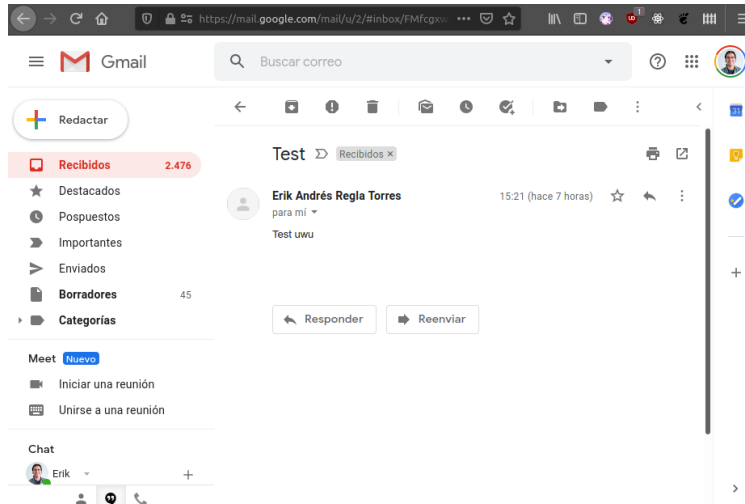 https://mail.google.com/mail/u/2/#inbox/FMfcgxw
1
Gmail
Buscar correo
Redactar
31
Recibidos 2.476
Destacados
Pospuestos
Importantes
Enviados
Borradores 45
Categorías
Meet Nuevo
Iniciar una reunión
Unirse a una reunión
Chat
Erik
Test Recibidos ×
Erik Andrés Regla Torres 15:21 (hace 7 horas)
para mí
Test uwu
Responder Reenviar